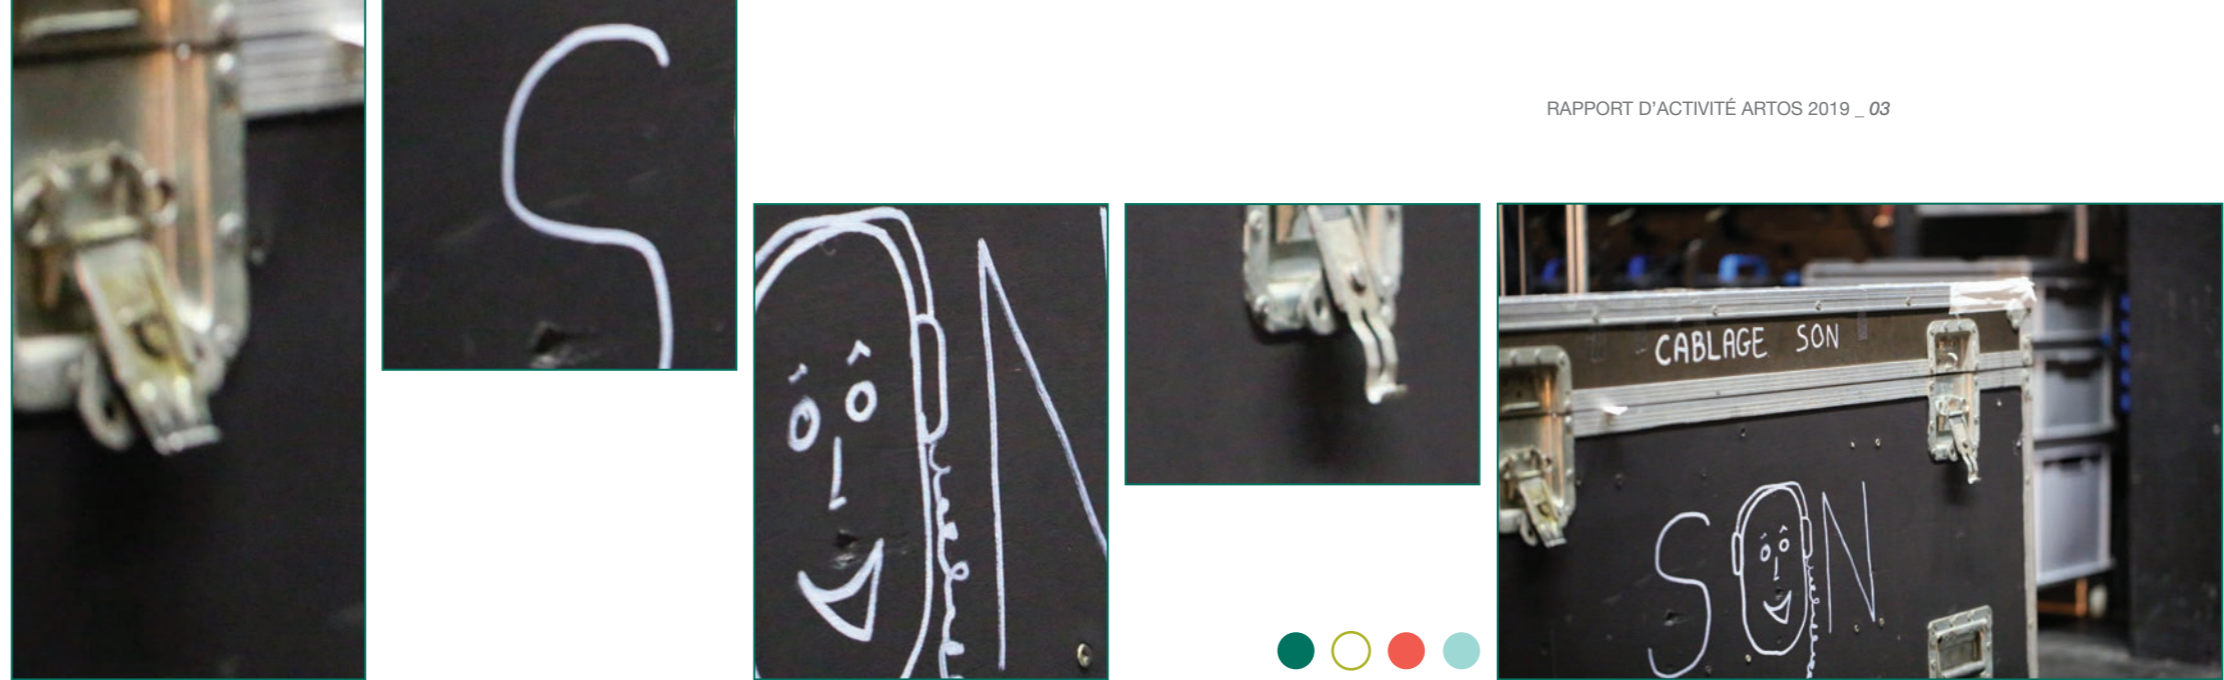 RAPPORT D'ACTIVITÉ ARTOS 2019 _ 03
S
N
CABLAGE SON
SON